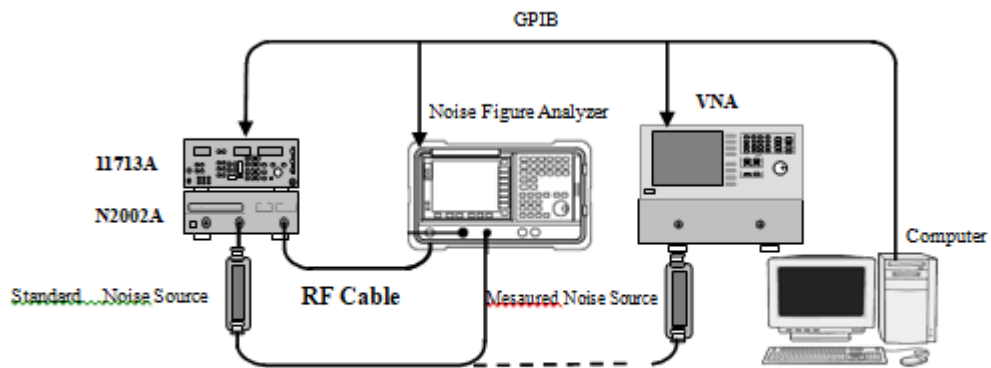 GPIB
VNA
Noise Figure Analyzer
11713A
N2002A
Computer
Standard Noise Source
RF Cable
Mesaured Noise Source